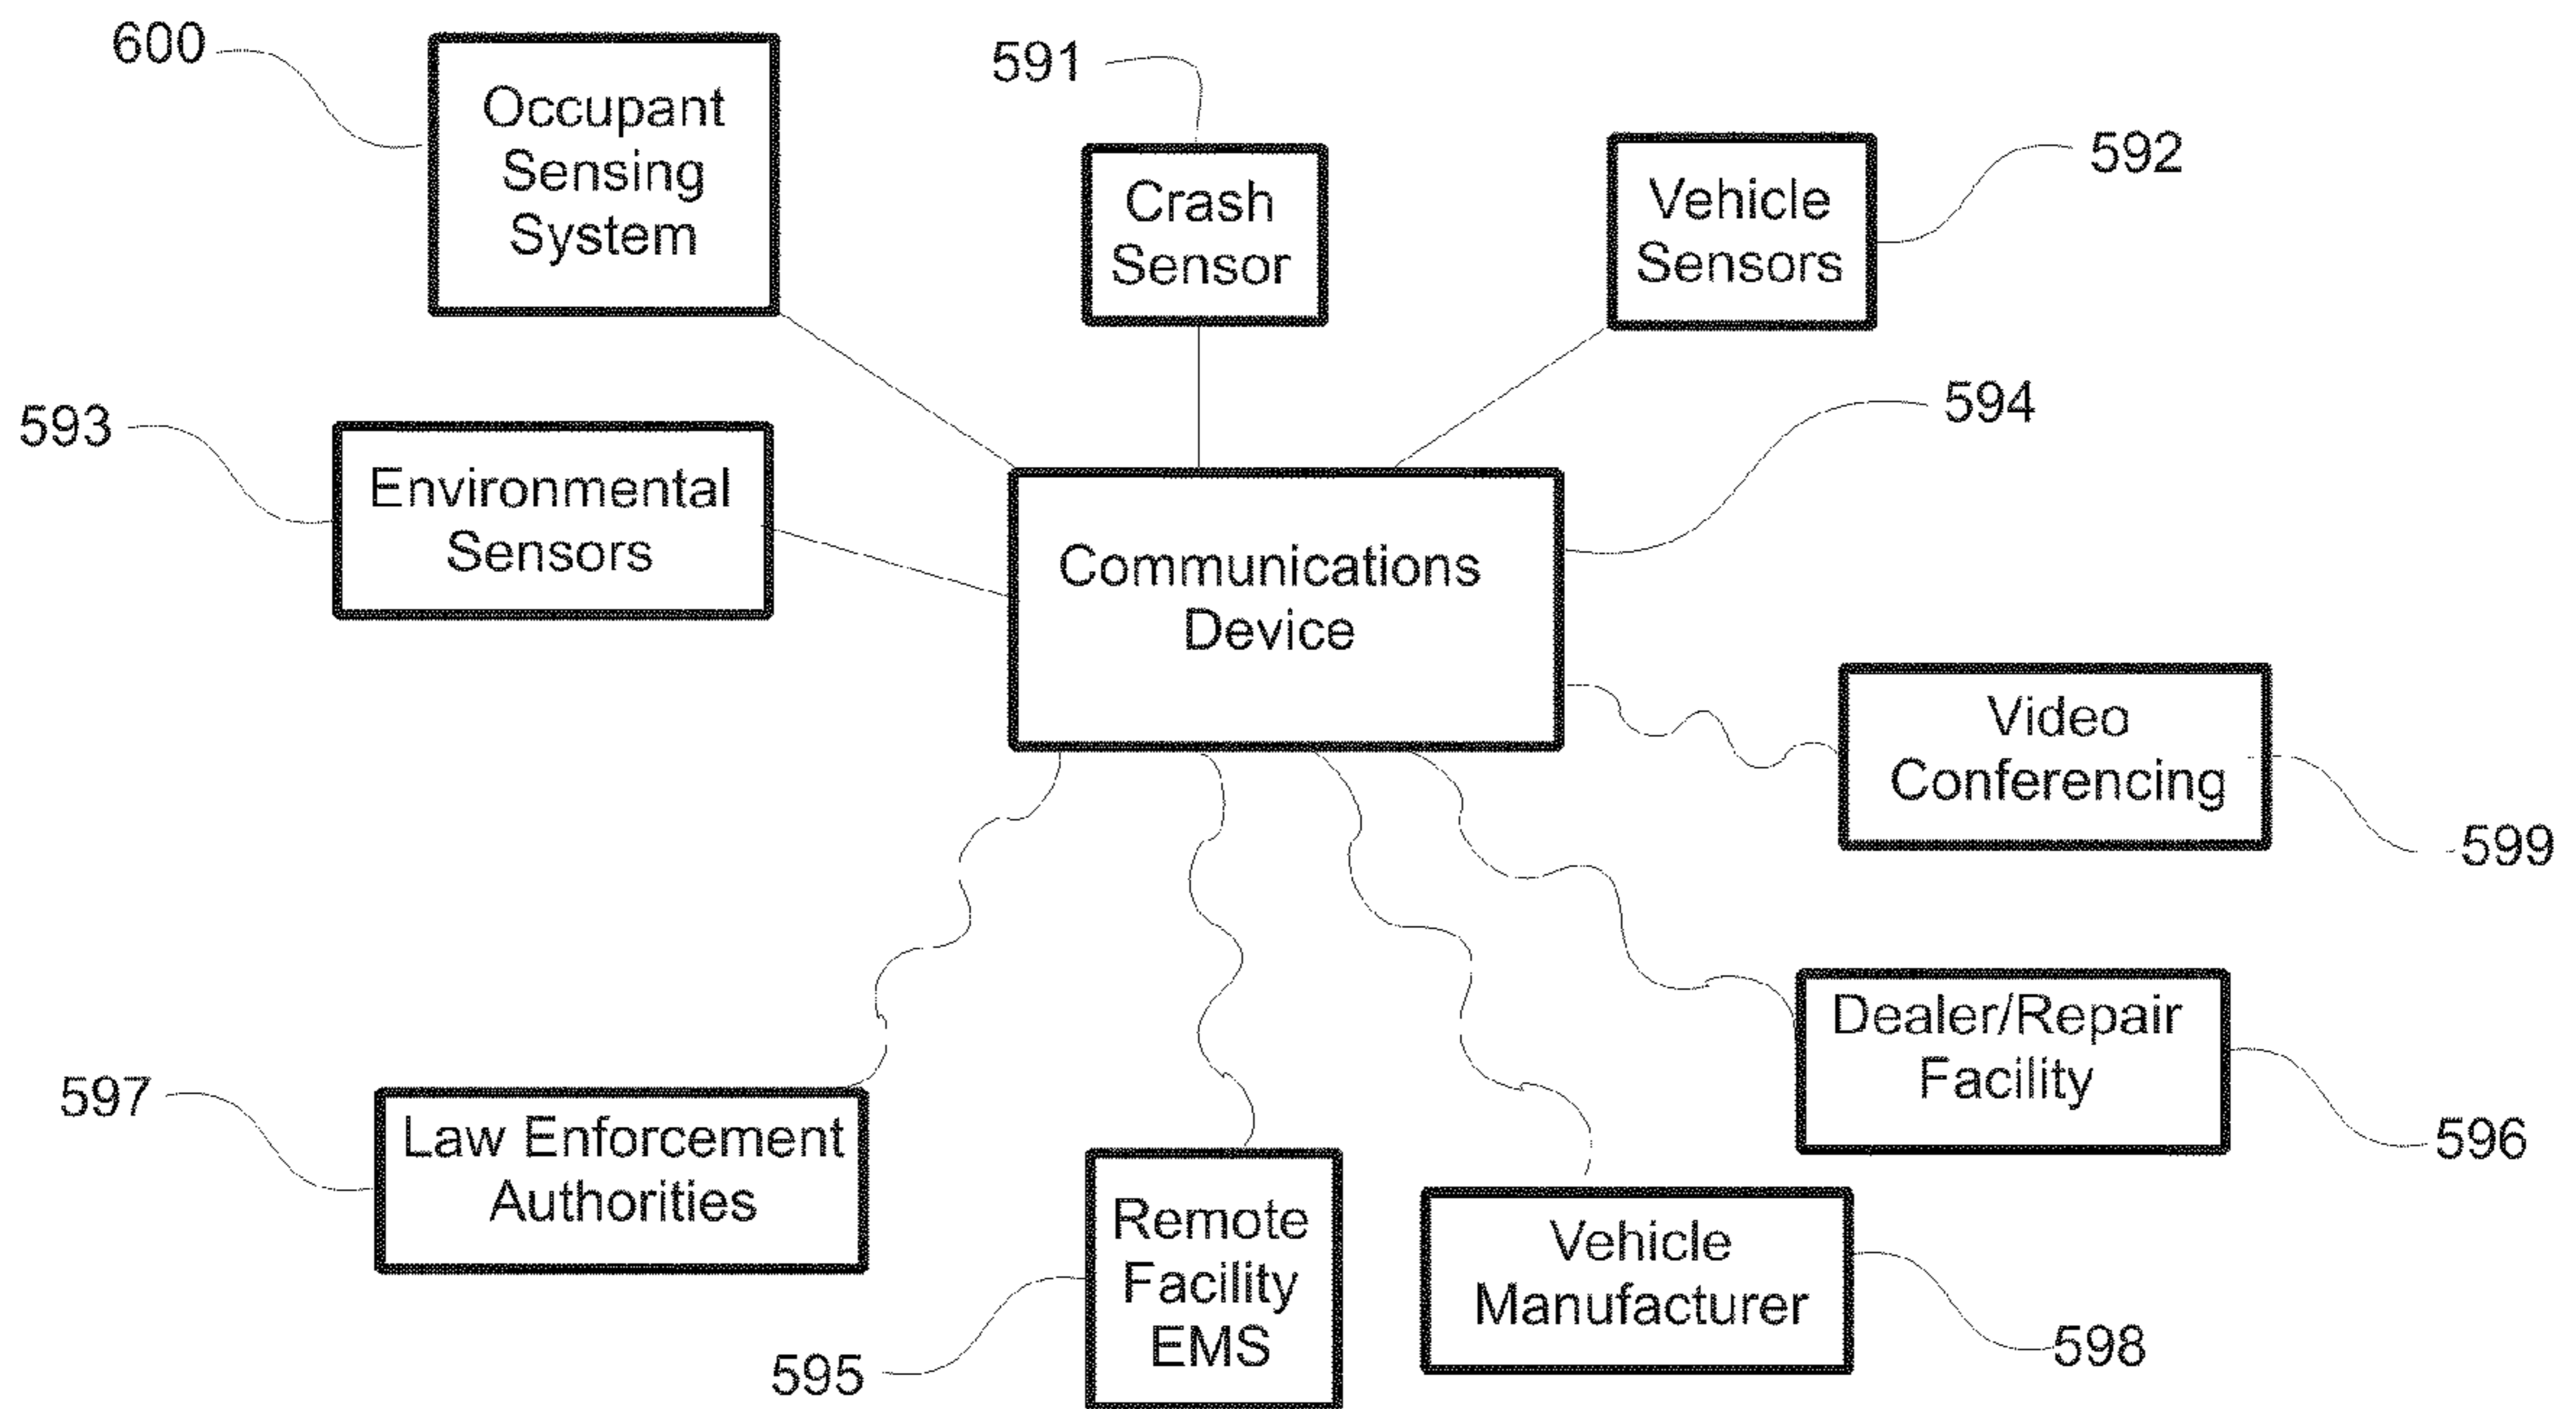 600
Occupant
Sensing
System
591
Crash
Sensor
592
Vehicle
Sensors
593
Environmental
Sensors
594
Communications
Device
Video
Conferencing
599
Dealer/Repair
Facility
596
597
Law Enforcement
Authorities
595
Remote
Facility
EMS
Vehicle
Manufacturer
598